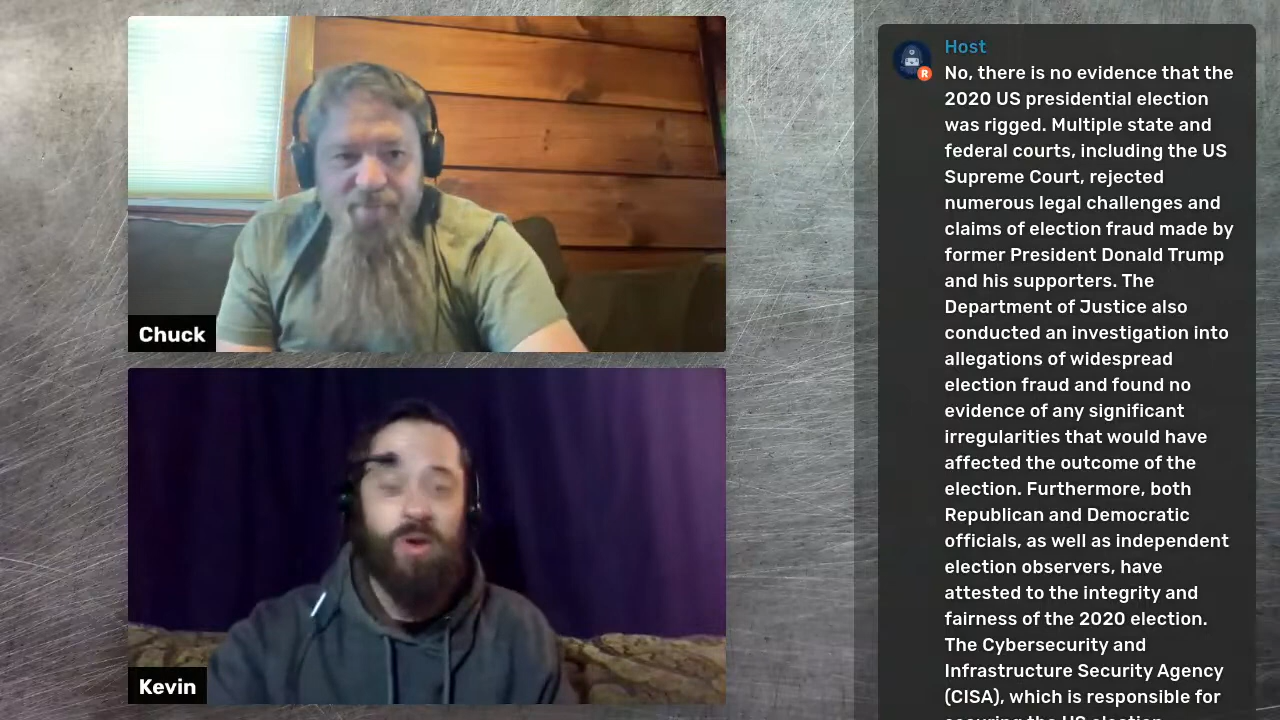 Chuck
Kevin
Host
R
No, there is no evidence that the
2020 US presidential election
was rigged. Multiple state and
federal courts, including the US
Supreme Court, rejected
numerous legal challenges and
claims of election fraud made by
former President Donald Trump
and his supporters. The
Department of Justice also
conducted an investigation into
allegations of widespread
election fraud and found no
evidence of any significant
irregularities that would have
affected the outcome of the
election. Furthermore, both
Republican and Democratic
officials, as well as independent
election observers, have
attested to the integrity and
fairness of the 2020 election.
The Cybersecurity and
Infrastructure Security Agency
(CISA), which is responsible for
securing the US election